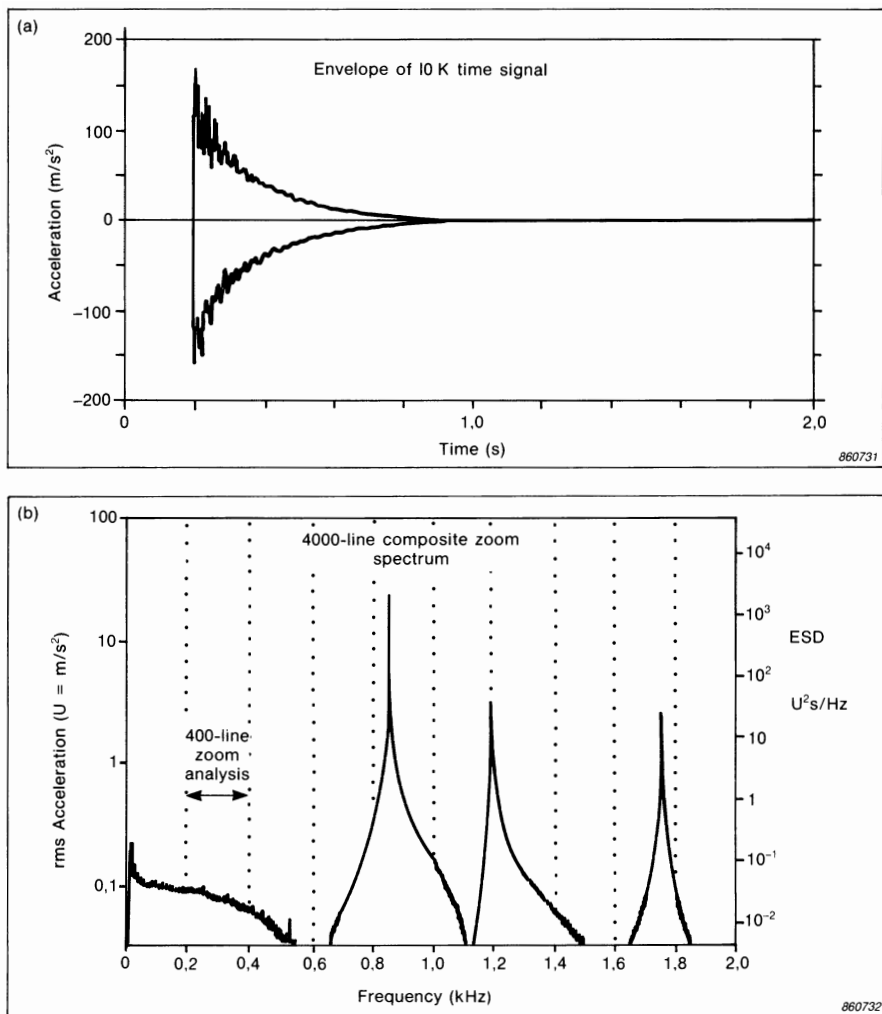 (a)
200
100
0
-100
-200
Acceleration (m/s²)
Envelope of I0 K time signal
0
1,0
2,0
Time (s)
860731
(b)
100
10
1
0,1
rms Acceleration (U = m/s²)
4000-line composite zoom
spectrum
400-line
zoom
analysis
10⁴
10³
ESD
10²
U²s/Hz
10
1
10⁻¹
10⁻²
0
0,2
0,4
0,6
0,8
1,0
1,2
1,4
1,6
1,8
2,0
Frequency (kHz)
860732